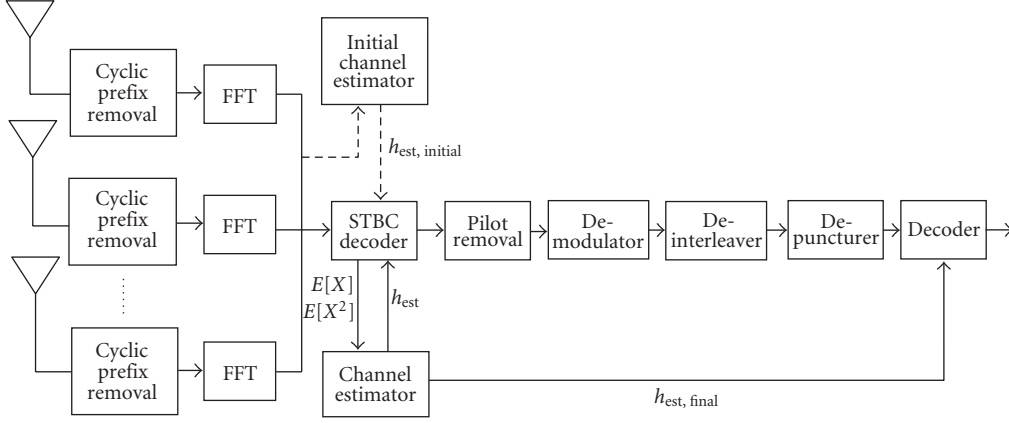 Cyclic
prefix
removal
FFT
Initial
channel
estimator
h_est, initial
Cyclic
prefix
removal
FFT
STBC
decoder
Pilot
removal
De-
modulator
De-
interleaver
De-
puncturer
Decoder
E[X]
E[X²]
h_est
Cyclic
prefix
removal
FFT
Channel
estimator
h_est, final